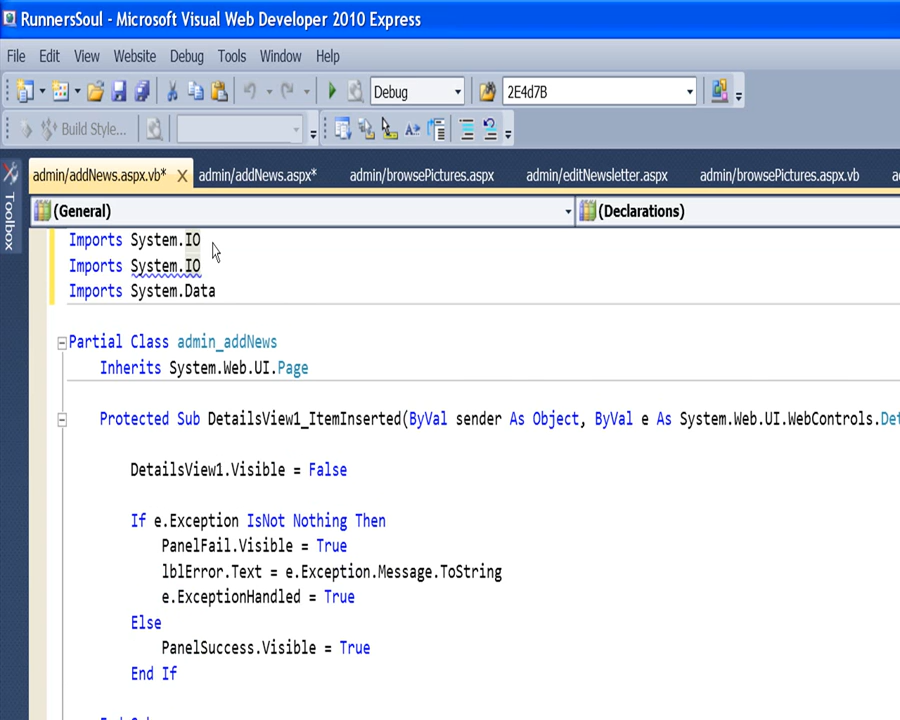 RunnersSoul - Microsoft Visual Web Developer 2010 Express
File Edit View Website Debug Tools Window Help
Debug 2E4d7B
Build Style...
admin/addNews.aspx.vb* admin/addNews.aspx* admin/browsePictures.aspx admin/editNewsletter.aspx admin/browsePictures.aspx.vb
Toolbox
(General) (Declarations)
Imports System.IO
Imports System.IO
Imports System.Data
Partial Class admin_addNews
Inherits System.Web.UI.Page
Protected Sub DetailsView1_ItemInserted(ByVal sender As Object, ByVal e As System.Web.UI.WebControls.Det
DetailsView1.Visible = False
If e.Exception IsNot Nothing Then
PanelFail.Visible = True
lblError.Text = e.Exception.Message.ToString
e.ExceptionHandled = True
Else
PanelSuccess.Visible = True
End If